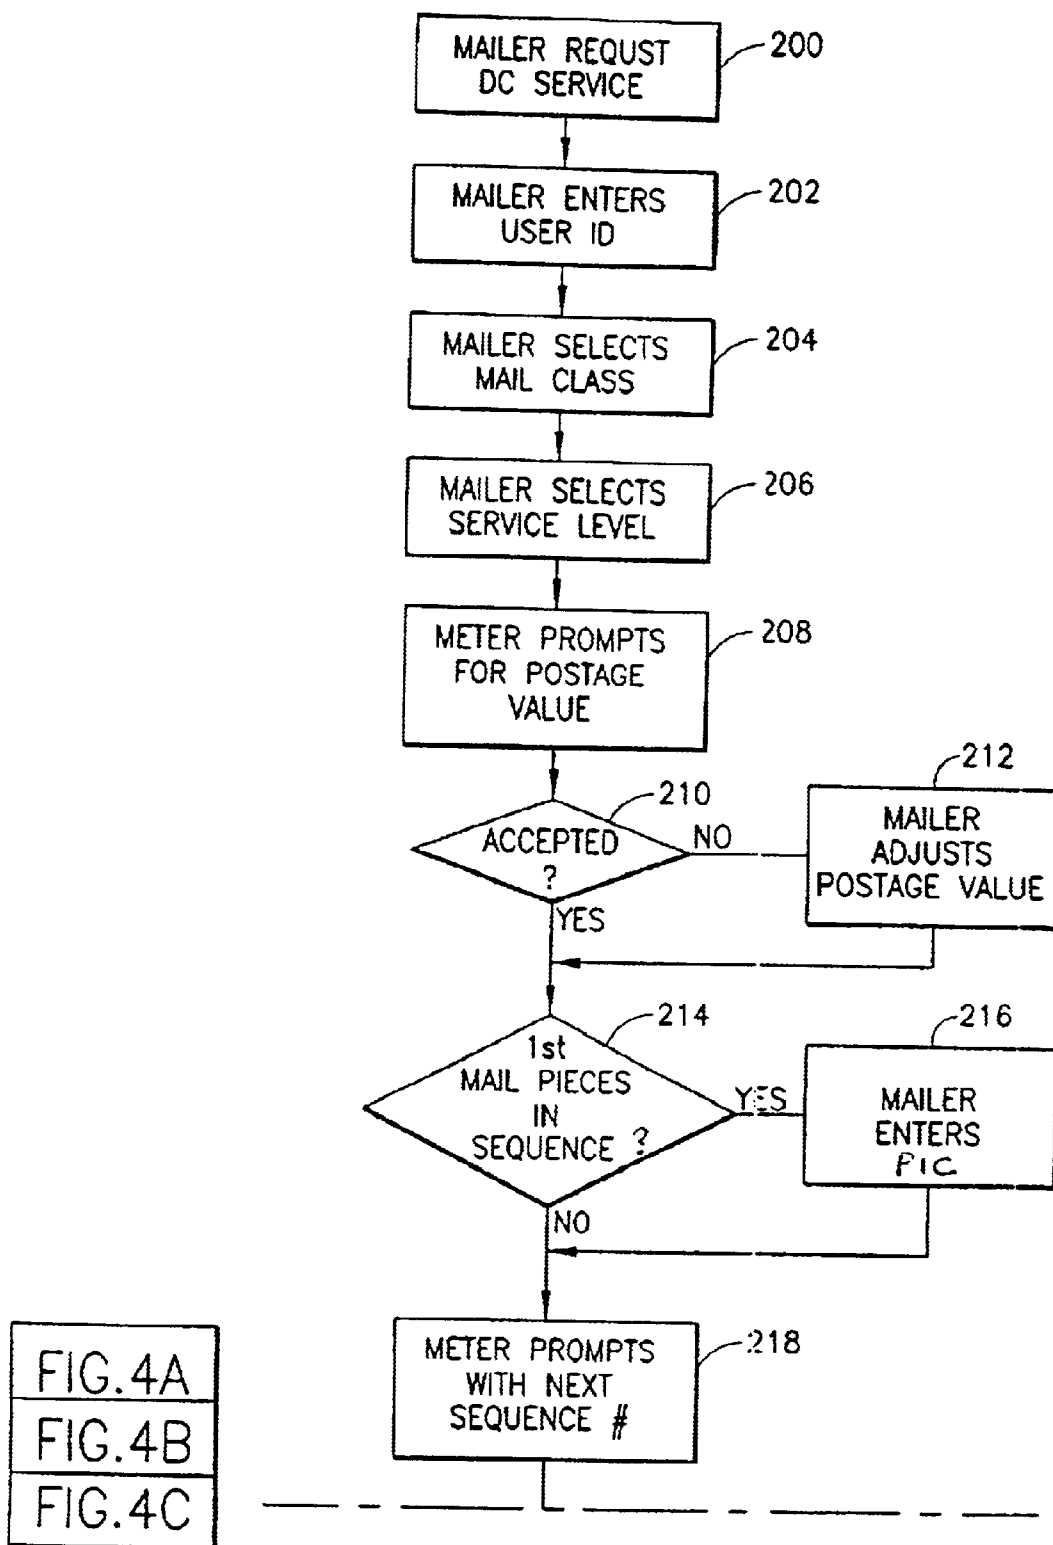 MAILER REQUST
DC SERVICE
200
MAILER ENTERS
USER ID
202
MAILER SELECTS
MAIL CLASS
204
MAILER SELECTS
SERVICE LEVEL
206
METER PROMPTS
FOR POSTAGE
VALUE
208
ACCEPTED
?
210
NO
YES
MAILER
ADJUSTS
POSTAGE VALUE
212
1st
MAIL PIECES
IN
SEQUENCE ?
214
YES
NO
MAILER
ENTERS
PIC
216
METER PROMPTS
WITH NEXT
SEQUENCE #
218
FIG.4A
FIG.4B
FIG.4C